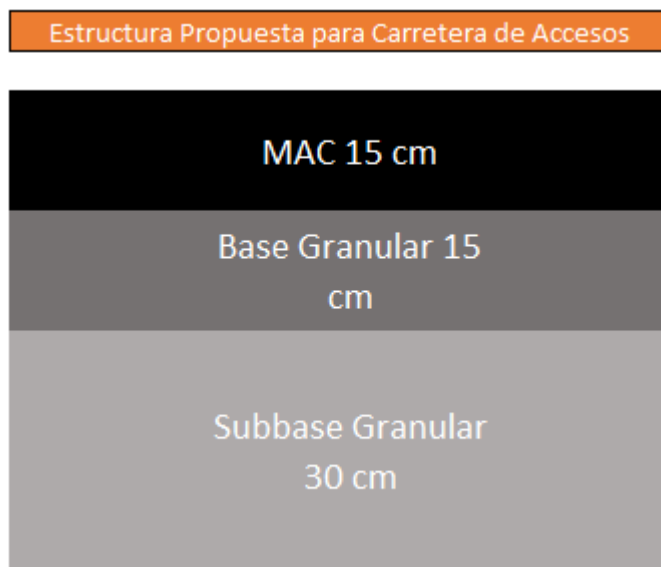 Estructura Propuesta para Carretera de Accesos
MAC 15 cm
Base Granular 15
cm
Subbase Granular
30 cm